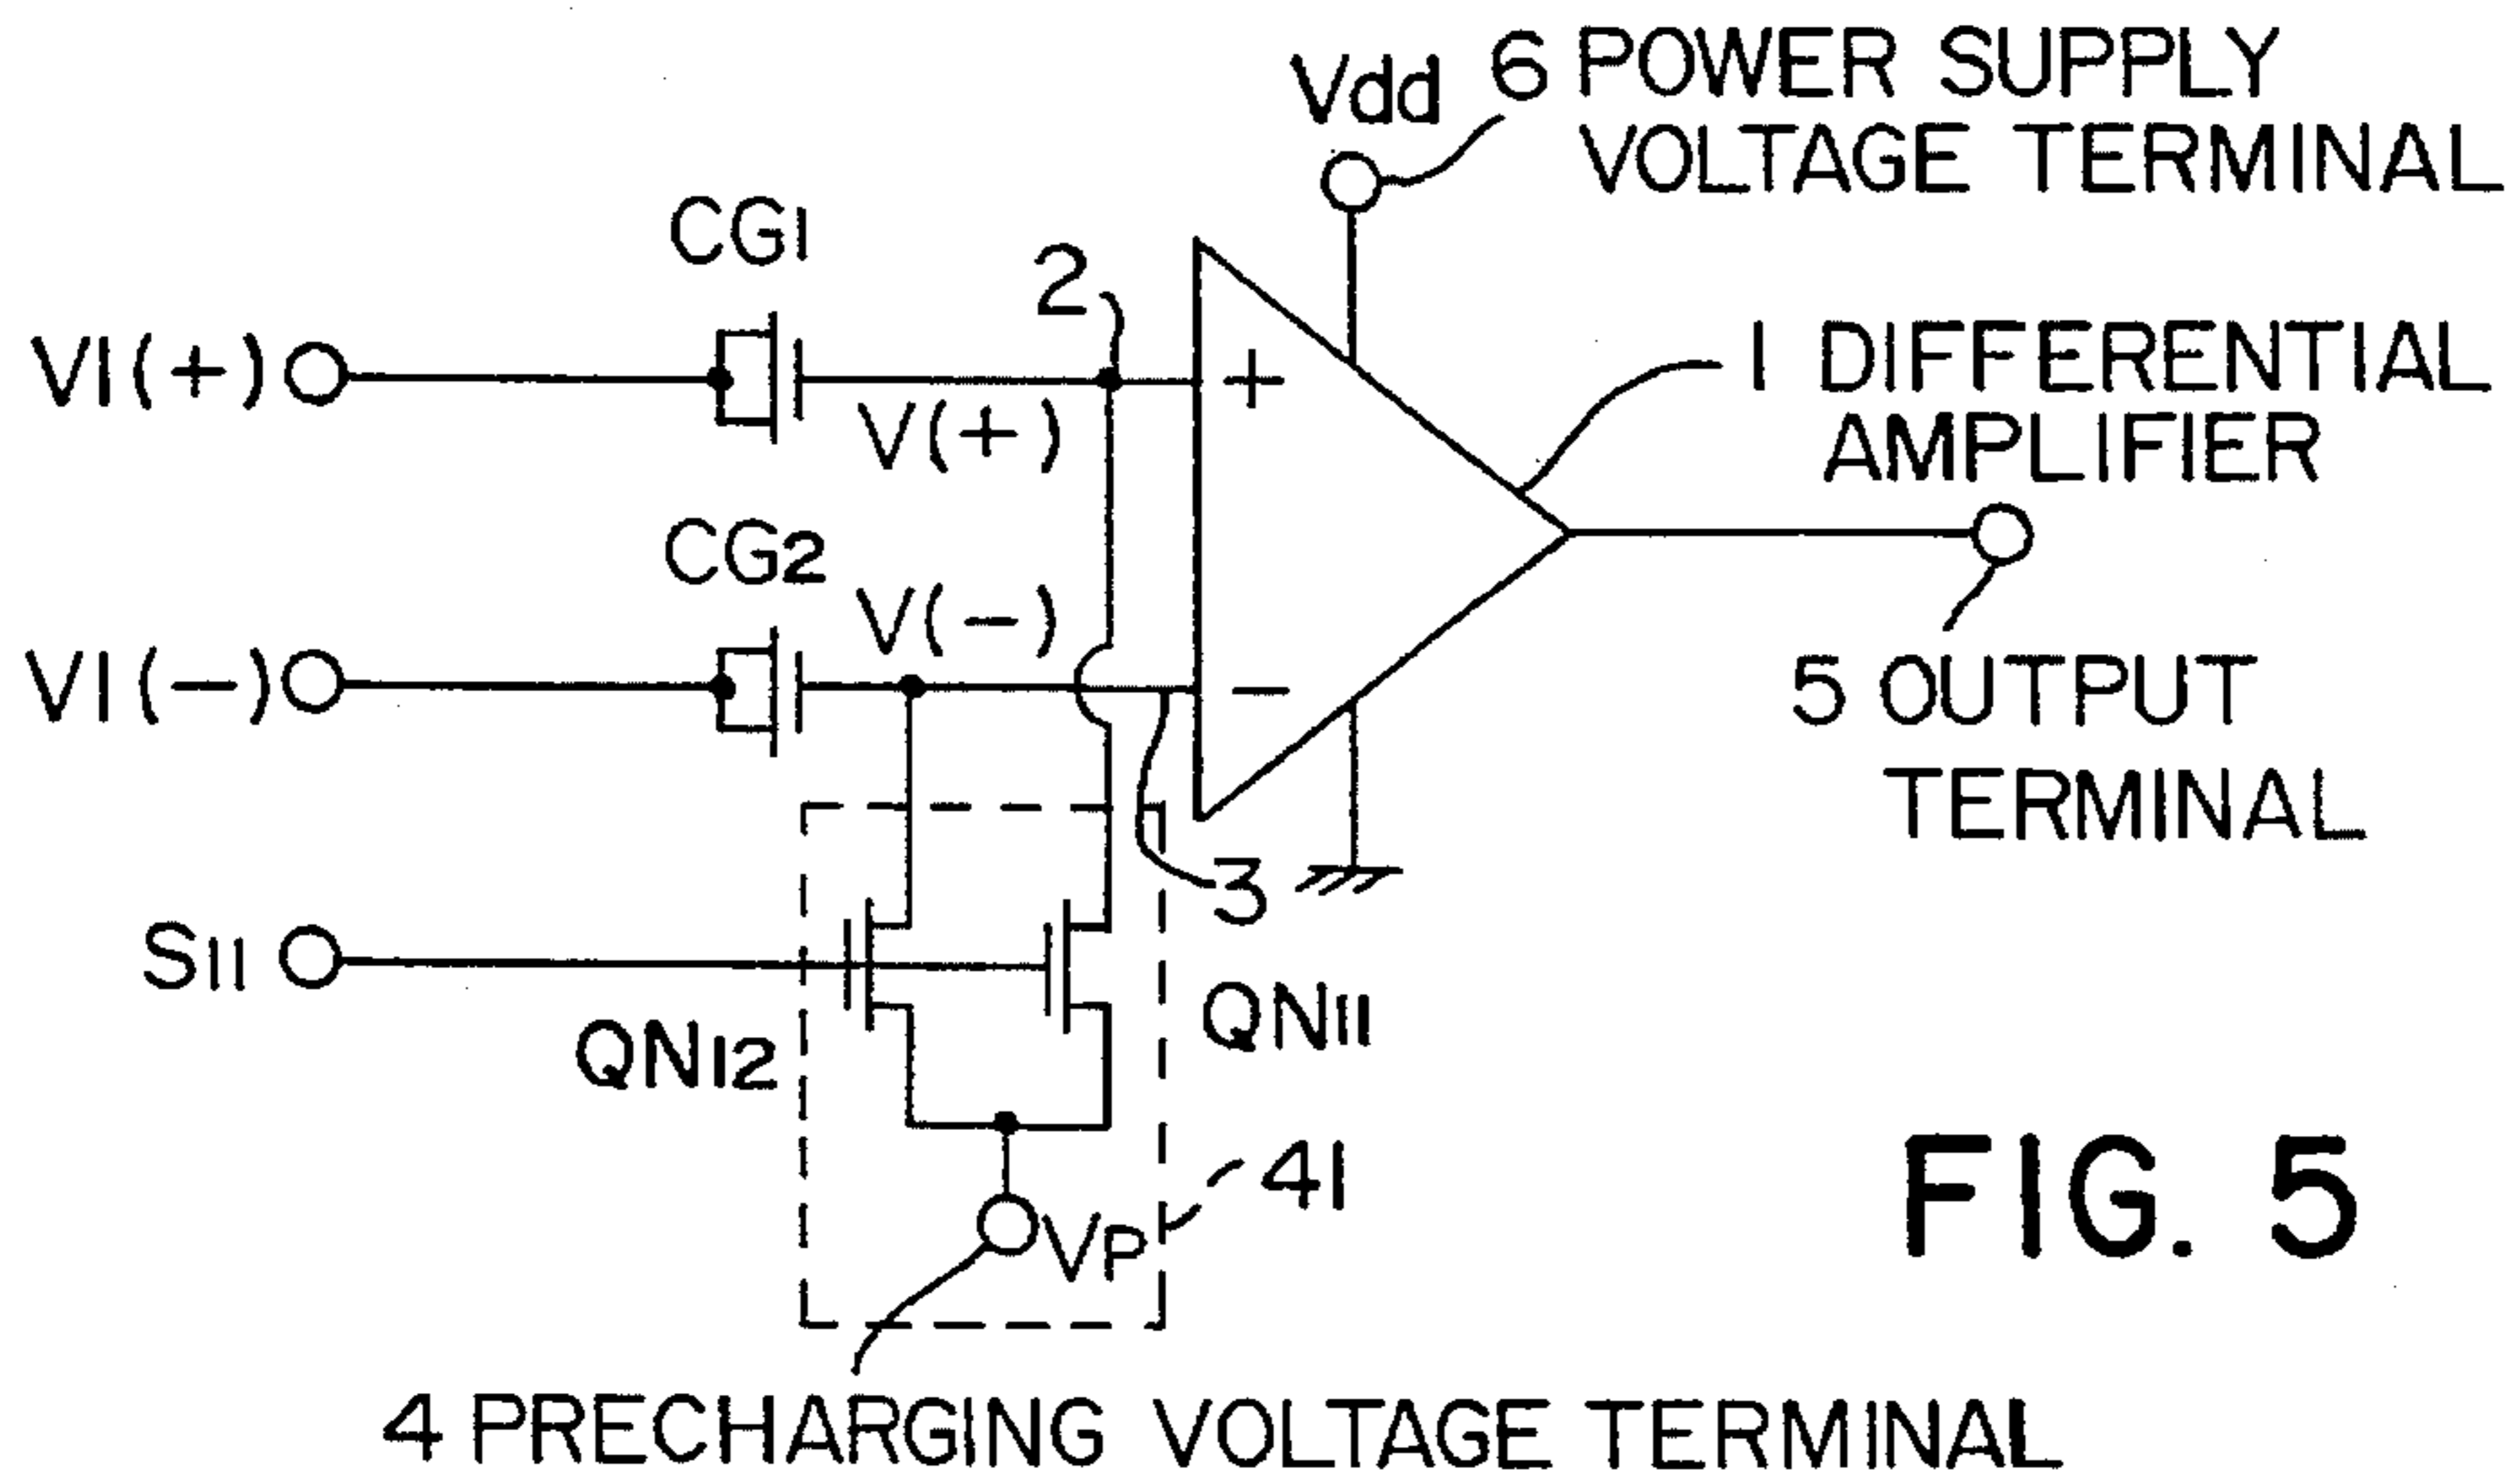 Vdd
6 POWER SUPPLY
VOLTAGE TERMINAL
CG1
2
VI(+)
+
1 DIFFERENTIAL
AMPLIFIER
V(+)
CG2
V(-)
VI(-)
-
5 OUTPUT
TERMINAL
3
S11
QN12
QN11
41
VP
FIG. 5
4 PRECHARGING VOLTAGE TERMINAL